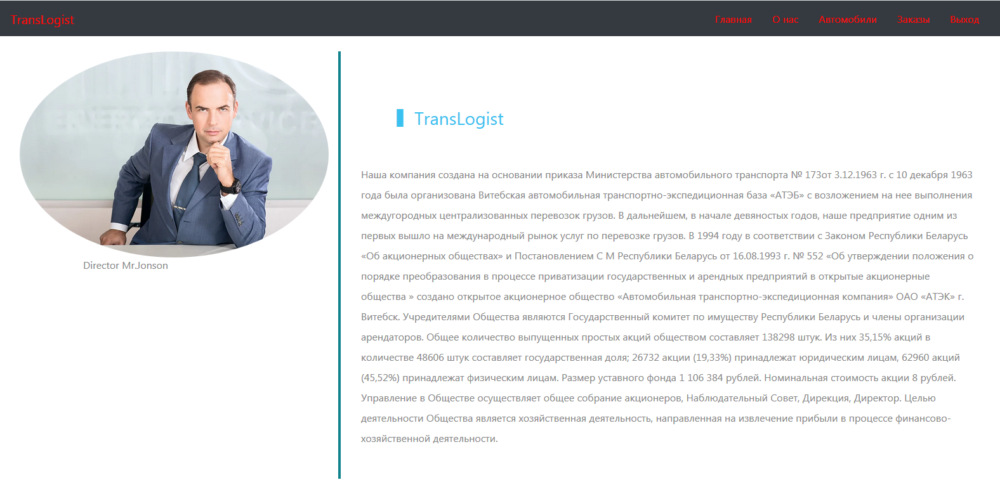 TransLogist
Главная О нас Автомобили Заказы Выход
Director Mr.Jonson
TransLogist
Наша компания создана на основании приказа Министерства автомобильного транспорта № 173от 3.12.1963 г. с 10 декабря 1963
года была организована Витебская автомобильная транспортно-экспедиционная база «АТЭБ» с возложением на нее выполнения
междугородных централизованных перевозок грузов. В дальнейшем, в начале девяностых годов, наше предприятие одним из
первых вышло на международный рынок услуг по перевозке грузов. В 1994 году в соответствии с Законом Республики Беларусь
«Об акционерных обществах» и Постановлением С М Республики Беларусь от 16.08.1993 г. № 552 «Об утверждении положения о
порядке преобразования в процессе приватизации государственных и арендных предприятий в открытые акционерные
общества » создано открытое акционерное общество «Автомобильная транспортно-экспедиционная компания» ОАО «АТЭК» г.
Витебск. Учредителями Общества являются Государственный комитет по имуществу Республики Беларусь и члены организации
арендаторов. Общее количество выпущенных простых акций обществом составляет 138298 штук. Из них 35,15% акций в
количестве 48606 штук составляет государственная доля; 26732 акции (19,33%) принадлежат юридическим лицам, 62960 акций
(45,52%) принадлежат физическим лицам. Размер уставного фонда 1 106 384 рублей. Номинальная стоимость акции 8 рублей.
Управление в Обществе осуществляет общее собрание акционеров, Наблюдательный Совет, Дирекция, Директор. Целью
деятельности Общества является хозяйственная деятельность, направленная на извлечение прибыли в процессе финансово-
хозяйственной деятельности.